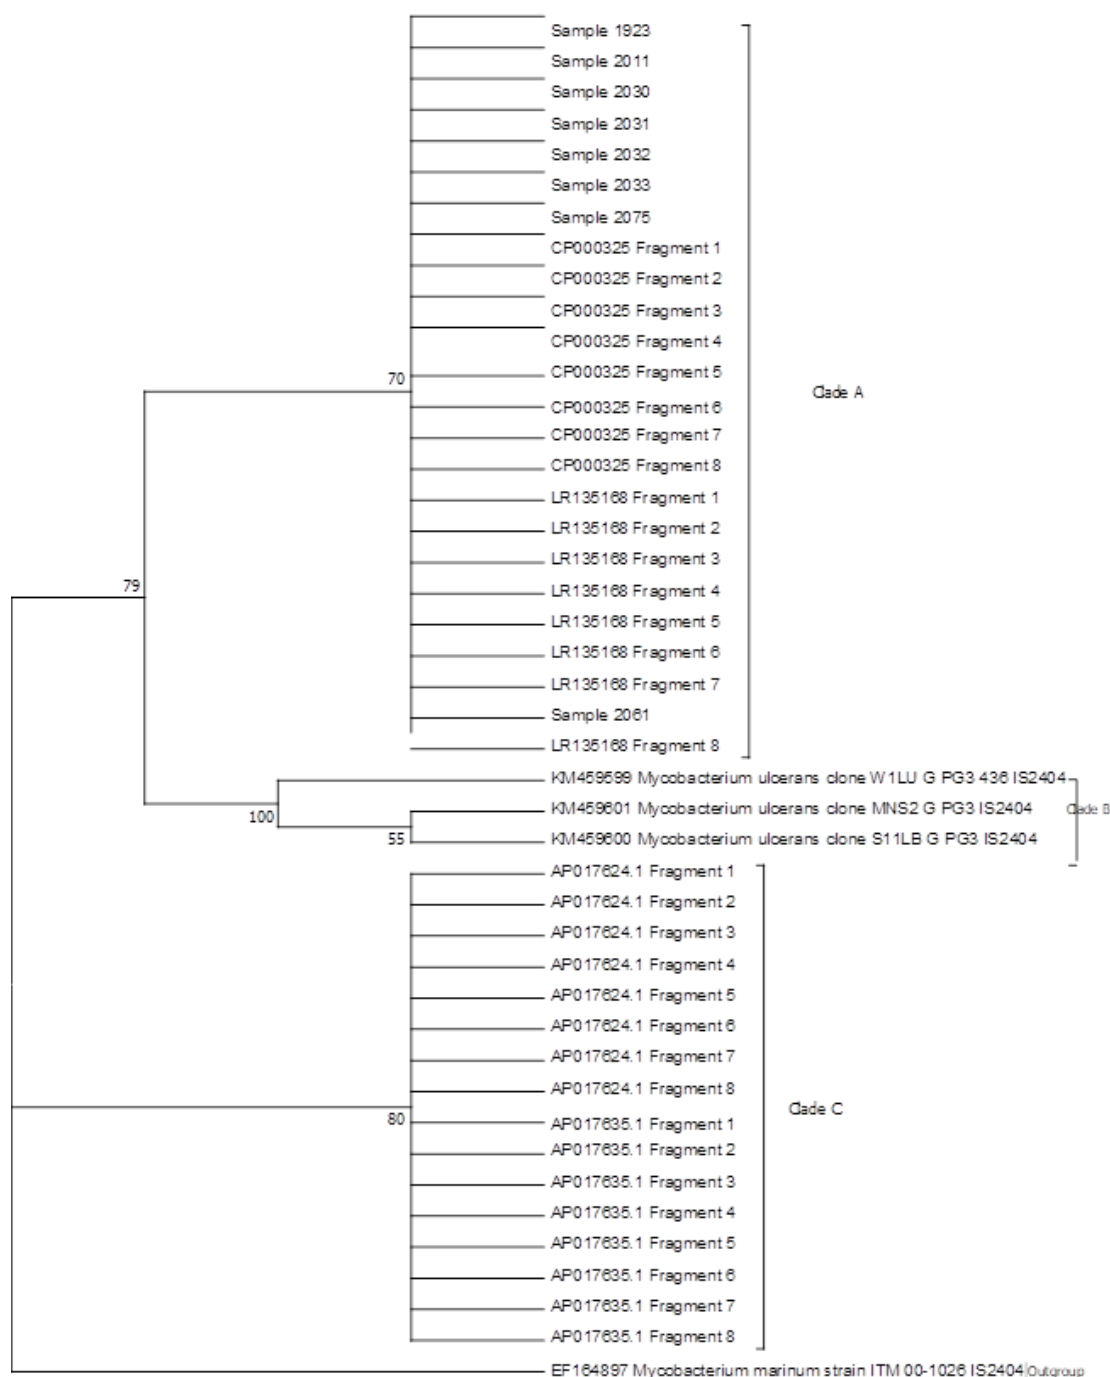 Sample 1923
Sample 2011
Sample 2030
Sample 2031
Sample 2032
Sample 2033
Sample 2075
CP000325 Fragment 1
CP000325 Fragment 2
CP000325 Fragment 3
CP000325 Fragment 4
70
CP000325 Fragment 5
Clade A
CP000325 Fragment 6
CP000325 Fragment 7
CP000325 Fragment 8
LR135168 Fragment 1
LR135168 Fragment 2
LR135168 Fragment 3
79
LR135168 Fragment 4
LR135168 Fragment 5
LR135168 Fragment 6
LR135168 Fragment 7
Sample 2061
LR135168 Fragment 8
KM459599 Mycobacterium ulcerans clone W1LU G PG3 436 IS2404
KM459601 Mycobacterium ulcerans clone MNS2 G PG3 IS2404
Clade B
100
55
KM459600 Mycobacterium ulcerans clone S11LB G PG3 IS2404
AP017624.1 Fragment 1
AP017624.1 Fragment 2
AP017624.1 Fragment 3
AP017624.1 Fragment 4
AP017624.1 Fragment 5
AP017624.1 Fragment 6
AP017624.1 Fragment 7
AP017624.1 Fragment 8
Clade C
80
AP017635.1 Fragment 1
AP017635.1 Fragment 2
AP017635.1 Fragment 3
AP017635.1 Fragment 4
AP017635.1 Fragment 5
AP017635.1 Fragment 6
AP017635.1 Fragment 7
AP017635.1 Fragment 8
EF164897 Mycobacterium marinum strain ITM 00-1026 IS2404 Outgroup